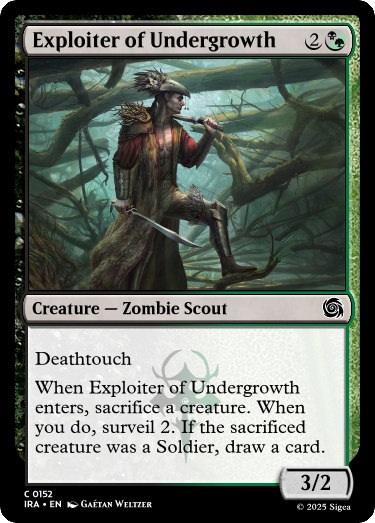 Exploiter of Undergrowth 2
Creature — Zombie Scout
Deathtouch
When Exploiter of Undergrowth
enters, sacrifice a creature. When
you do, surveil 2. If the sacrificed
creature was a Soldier, draw a card.
3/2
C 0152
IRA • EN Gaétan Weltzer
© 2025 Sigea